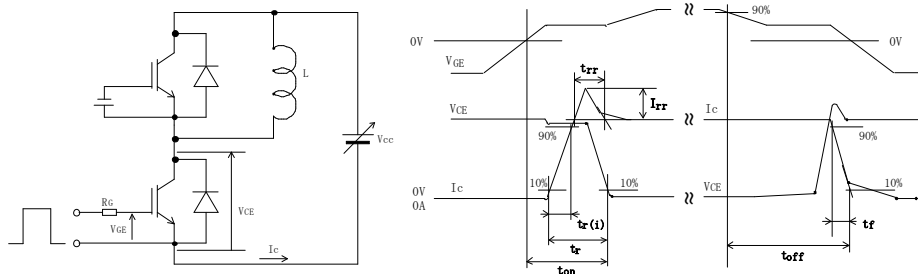 L
Vcc
RG
VGE
VCE
Ic
0V
VGE
VCE
Ic
0V
0A
90%
10%
trr
Irr
10%
tr(i)
tr
ton
≈
≈
≈
90%
0V
Ic
90%
VCE
10%
tf
toff